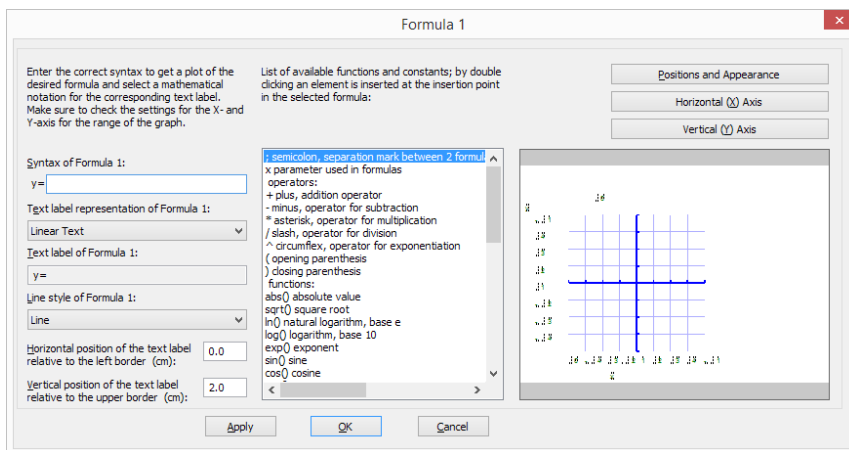 Formula 1
Enter the correct syntax to get a plot of the
desired formula and select a mathematical
notation for the corresponding text label.
Make sure to check the settings for the X- and
Y-axis for the range of the graph.
Syntax of Formula 1:
y=
Text label representation of Formula 1:
Linear Text
Text label of Formula 1:
y=
Line style of Formula 1:
Line
Horizontal position of the text label
relative to the left border (cm):
0.0
Vertical position of the text label
relative to the upper border (cm):
2.0
List of available functions and constants; by double
clicking an element is inserted at the insertion point
in the selected formula:
; semicolon, separation mark between 2
x parameter used in formulas
operators:
+ plus, addition operator
- minus, operator for subtraction
* asterisk, operator for multiplication
/ slash, operator for division
^ circumflex, operator for exponentiation
( opening parenthesis
) closing parenthesis
functions:
abs() absolute value
sqrt() square root
ln() natural logarithm, base e
log() logarithm, base 10
exp() exponent
sin() sine
cos() cosine
Positions and Appearance
Horizontal (X) Axis
Vertical (Y) Axis
Apply
OK
Cancel